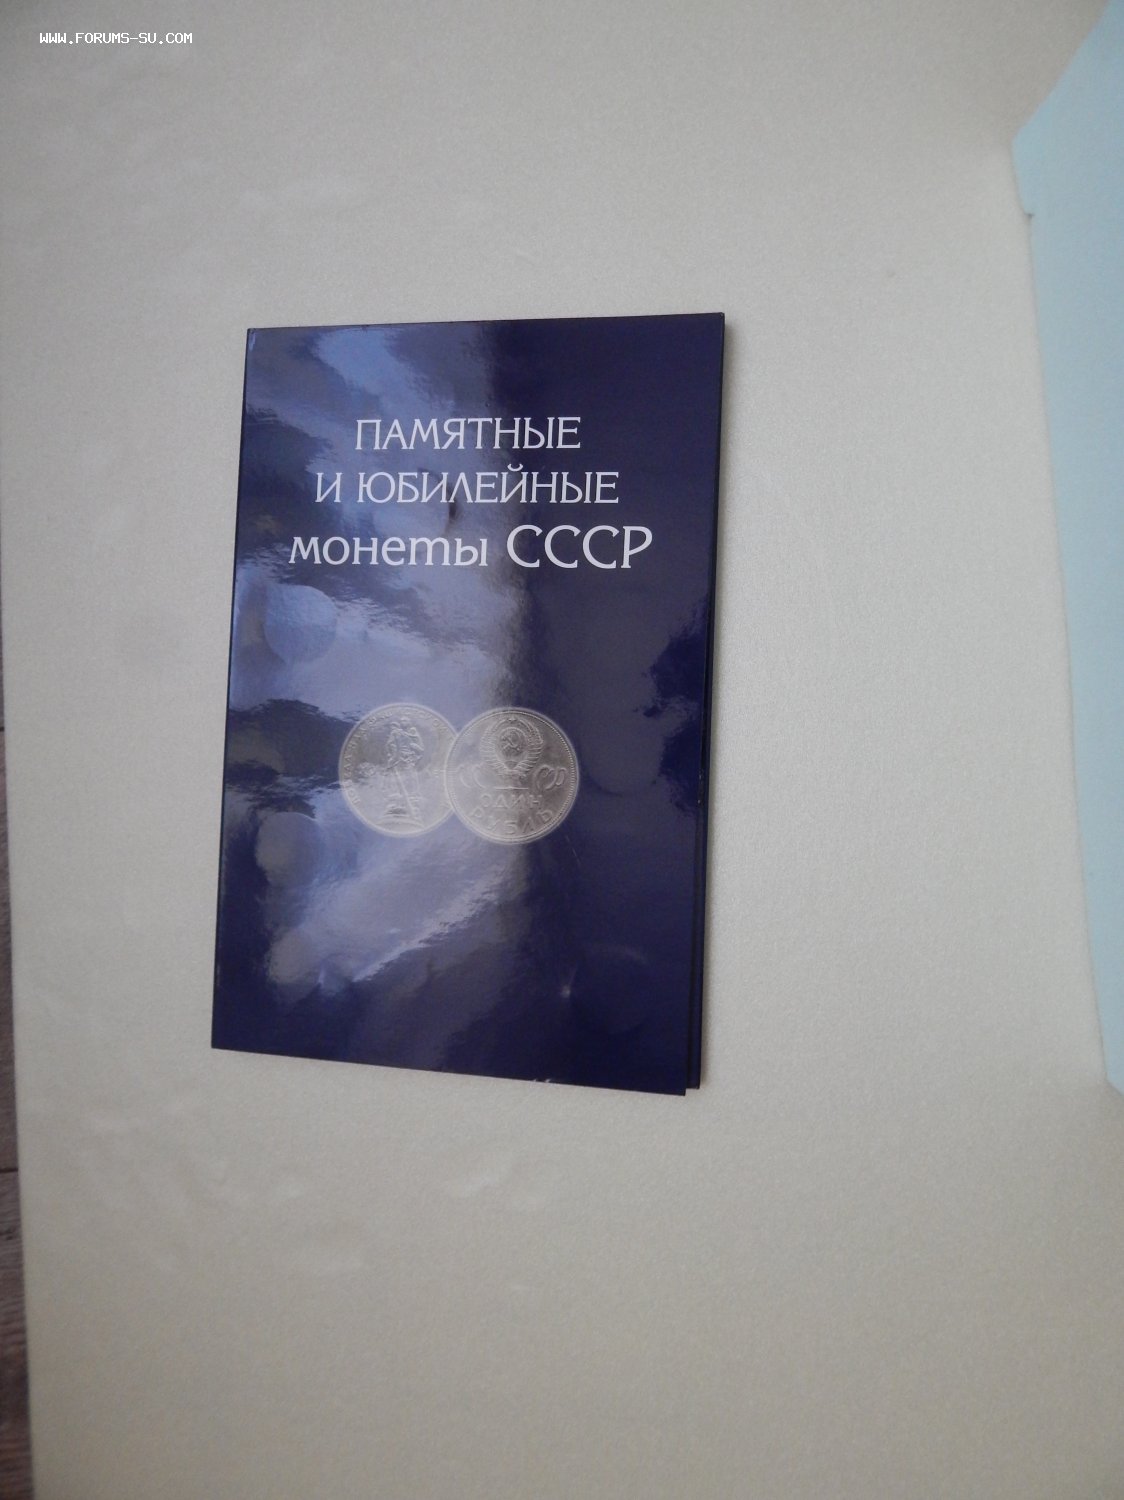 WWW.FORUMS-SU.COM
ПАМЯТНЫЕ
И ЮБИЛЕЙНЫЕ
монеты СССР
ОДИН
РУБЛЬ